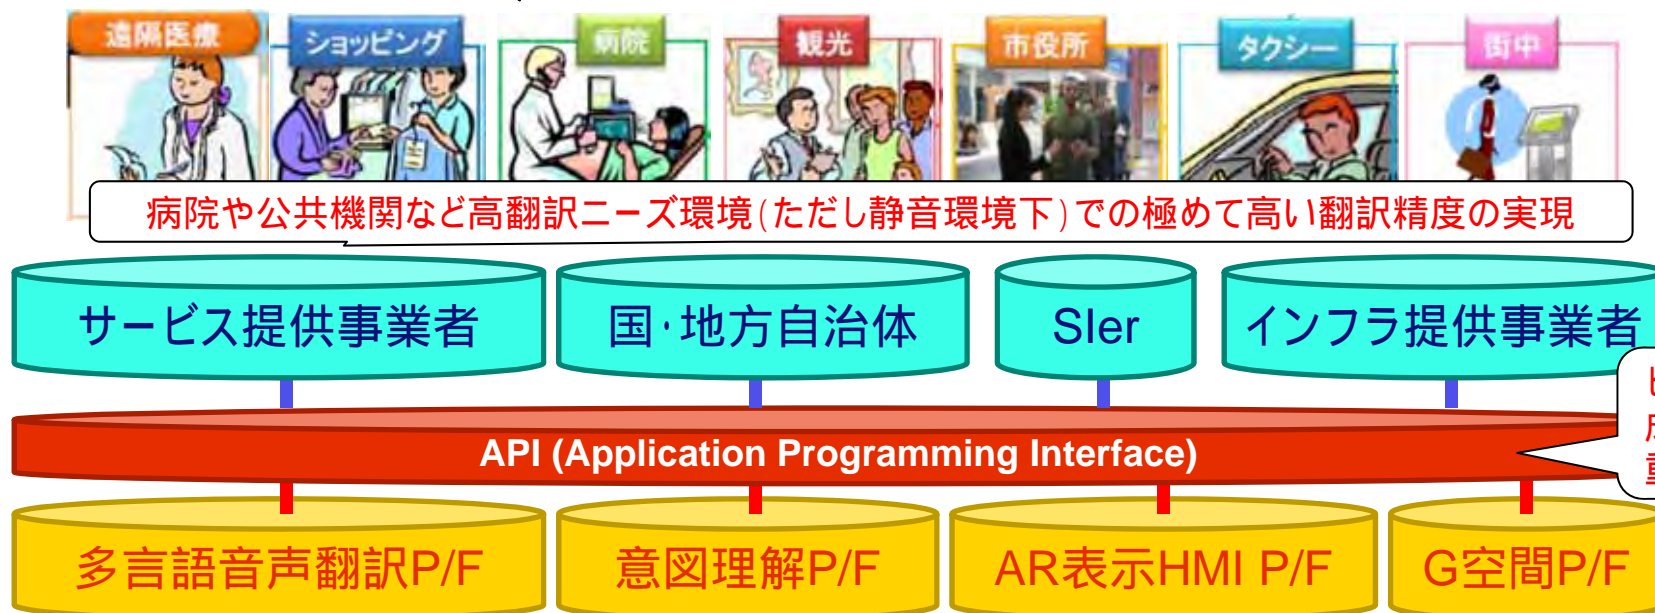 遠隔医療
ショッピング
病院
観光
市役所
タクシー
街中
病院や公共機関など高翻訳ニーズ環境(ただし静音環境下)での極めて高い翻訳精度の実現
サービス提供事業者
国・地方自治体
SIer
インフラ提供事業者
API (Application Programming Interface)
多言語音声翻訳P/F
意図理解P/F
AR表示HMI P/F
G空間P/F